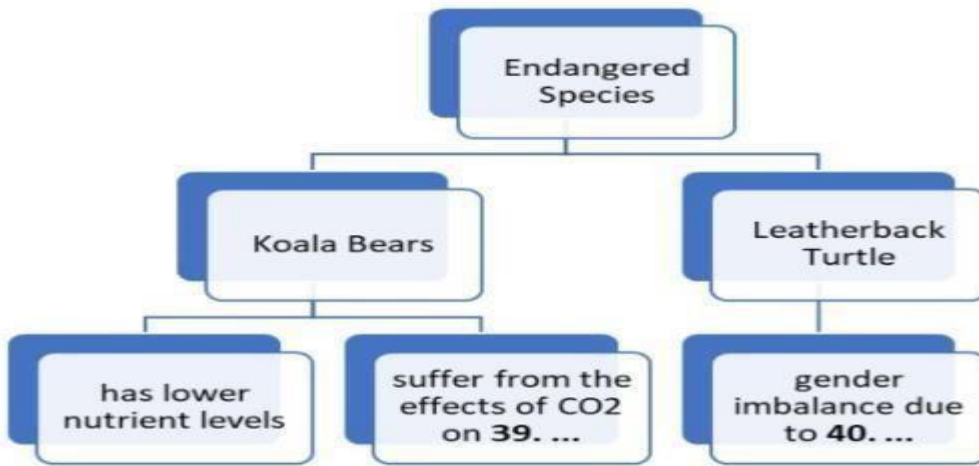 Endangered
Species
Koala Bears
Leatherback
Turtle
has lower
nutrient levels
suffer from the
effects of CO2
on 39. ...
gender
imbalance due
to 40. ...